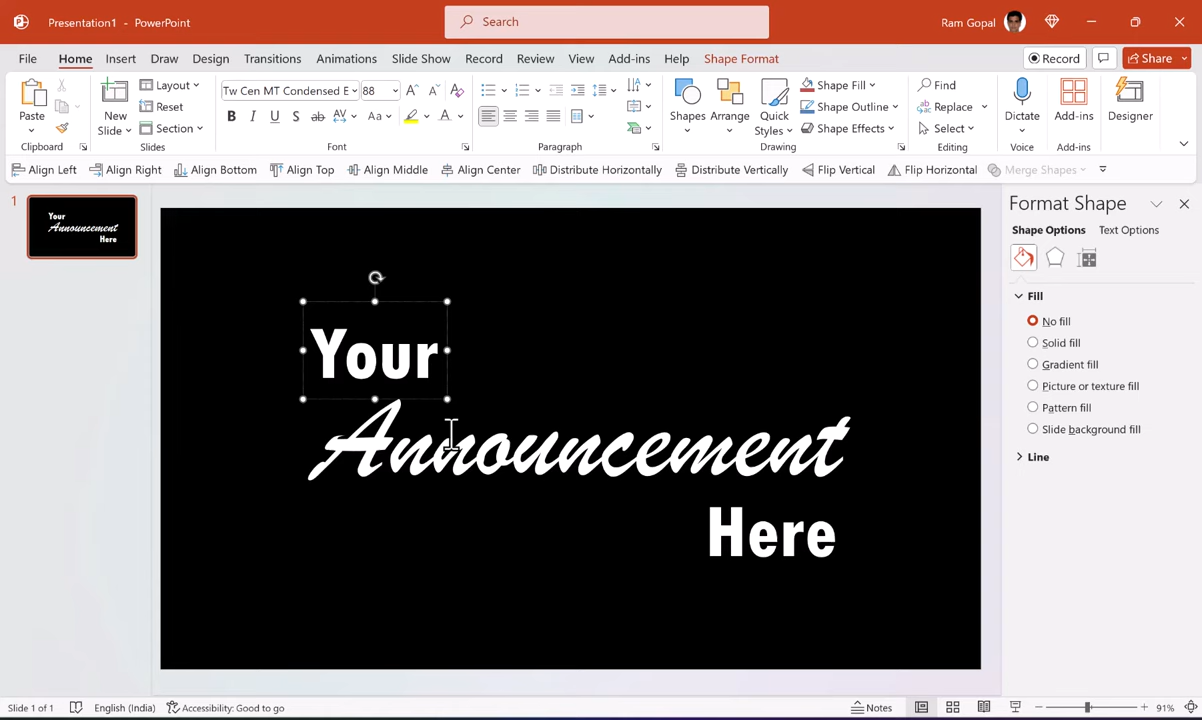 Presentation1 - PowerPoint
Search
Ram Gopal
File Home Insert Draw Design Transitions Animations Slide Show Record Review View Add-ins Help Shape Format
Record
Share
Paste
Clipboard
New
Slide
Layout
Reset
Section
Slides
Tw Cen MT Condensed E 88
B I U S ab AV Aa A
Font
Paragraph
Shapes
Arrange
Quick
Styles
Shape Fill
Shape Outline
Shape Effects
Drawing
Find
Replace
Select
Editing
Dictate
Voice
Add-ins
Add-ins
Designer
Align Left Align Right Align Bottom Align Top Align Middle Align Center Distribute Horizontally Distribute Vertically Flip Vertical Flip Horizontal Merge Shapes
1
Your
Announcement
Here
Your
Announcement
Here
Format Shape
Shape Options Text Options
Fill
No fill
Solid fill
Gradient fill
Picture or texture fill
Pattern fill
Slide background fill
Line
Slide 1 of 1 English (India) Accessibility: Good to go Notes 91%